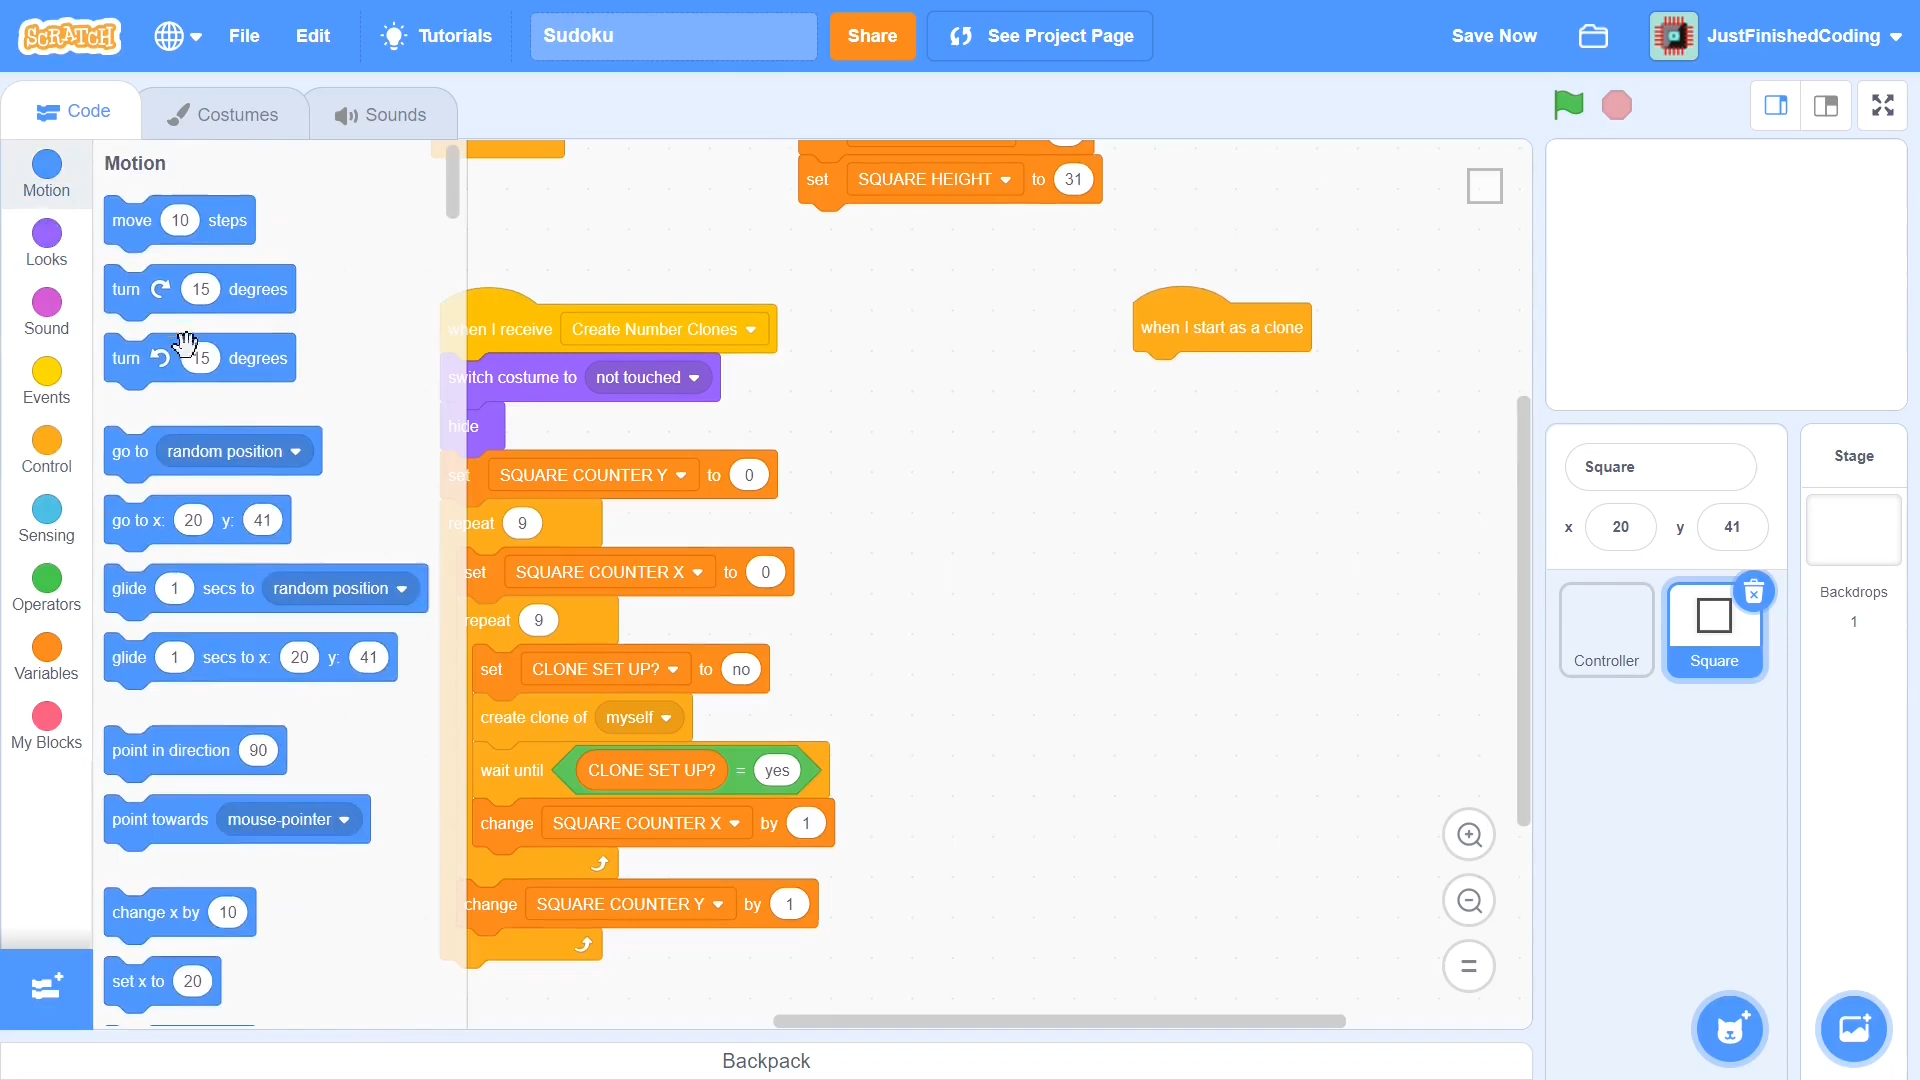 SCRATCH File Edit Tutorials Sudoku Share See Project Page Save Now JustFinishedCoding
Code Costumes Sounds
Motion
Looks
Sound
Events
Control
Sensing
Operators
Variables
My Blocks
Motion
move 10 steps
turn 15 degrees
turn 15 degrees
go to random position
go to x: 20 y: 41
glide 1 secs to random position
glide 1 secs to x: 20 y: 41
point in direction 90
point towards mouse-pointer
change x by 10
set x to 20
set SQUARE HEIGHT to 31
when I receive Create Number Clones
switch costume to not touched
hide
set SQUARE COUNTER Y to 0
repeat 9
set SQUARE COUNTER X to 0
repeat 9
set CLONE SET UP? to no
create clone of myself
wait until CLONE SET UP? = yes
change SQUARE COUNTER X by 1
change SQUARE COUNTER Y by 1
when I start as a clone
Square
x 20 y 41
Controller
Square
Stage
Backdrops
1
Backpack